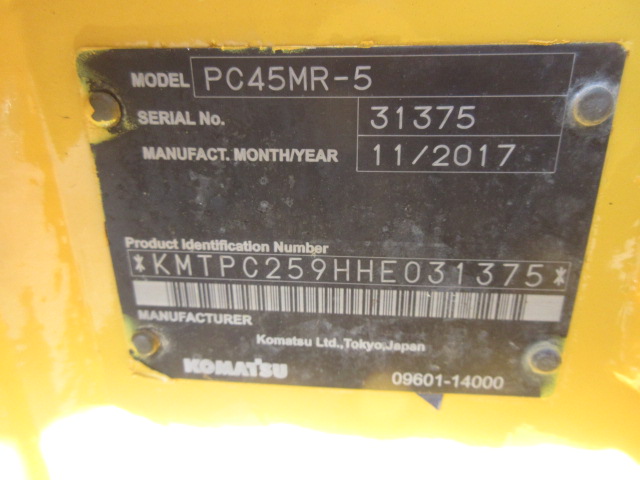 MODEL PC45MR-5
SERIAL No. 31375
MANUFACT. MONTH/YEAR 11/2017
Product Identification Number
*KMTPC259HHE031375*
MANUFACTURER
Komatsu Ltd.,Tokyo,Japan
KOMATSU 09601-14000